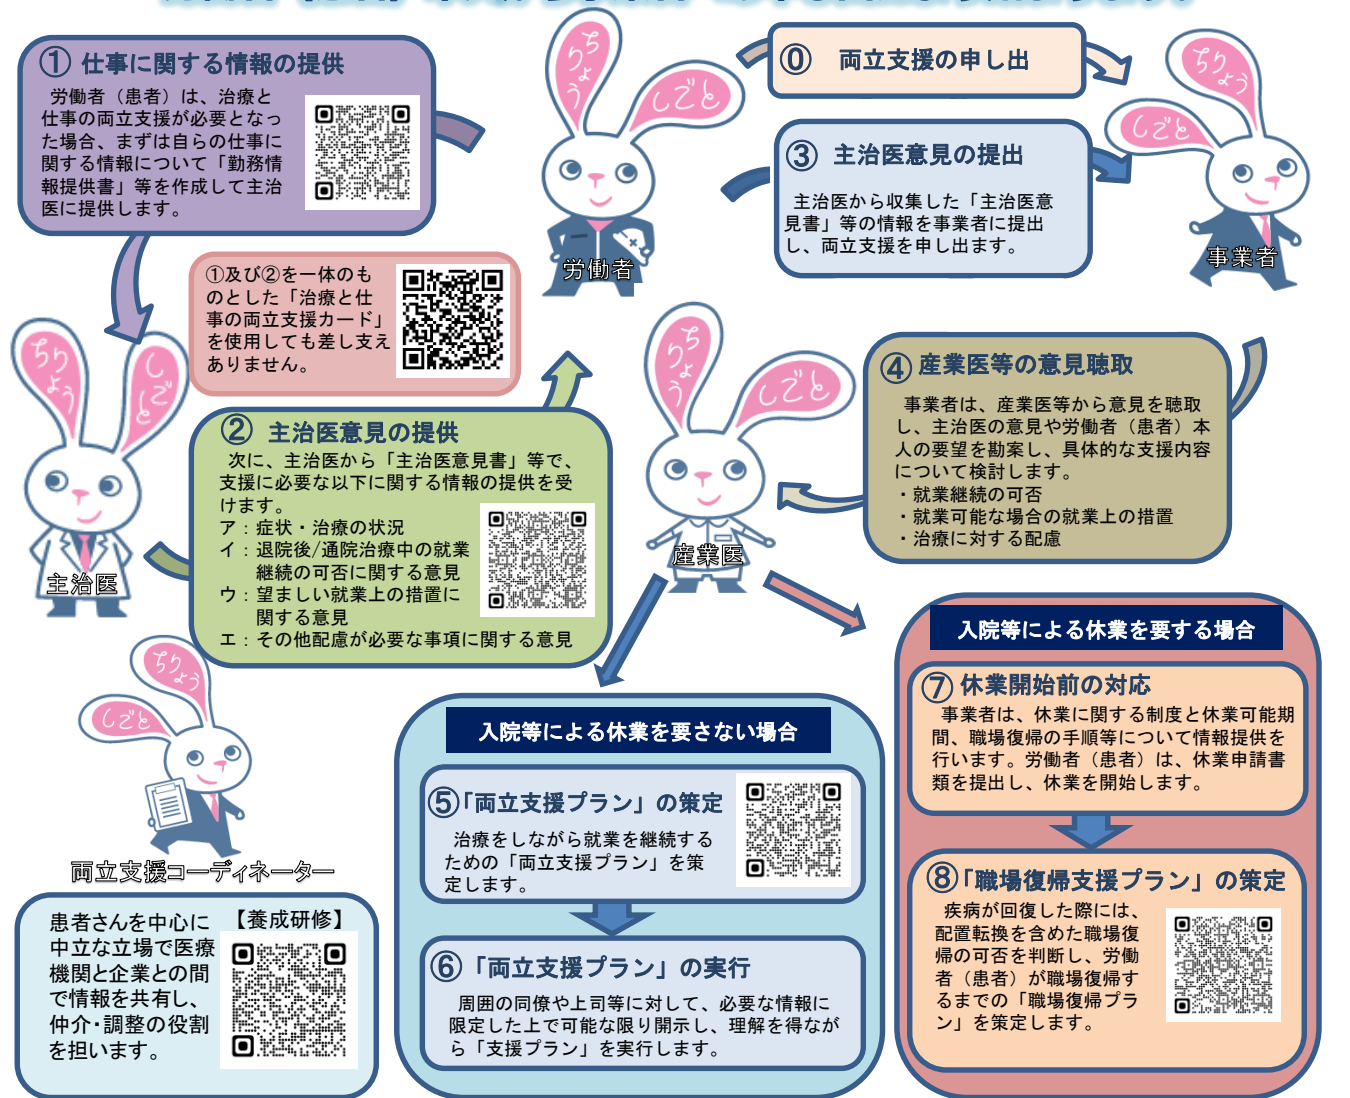 ① 仕事に関する情報の提供
労働者（患者）は、治療と
仕事の両立支援が必要となっ
た場合、まずは自らの仕事に
関する情報について「勤務情
報提供書」等を作成して主治
医に提供します。
ちりょう
しごと
労働者
⓪ 両立支援の申し出
③ 主治医意見の提出
主治医から収集した「主治医意
見書」等の情報を事業者に提出
し、両立支援を申し出ます。
ちりょう
しごと
事業者
①及び②を一体のも
のとした「治療と仕
事の両立支援カード」
を使用しても差し支え
ありません。
ちりょう
しごと
主治医
② 主治医意見の提供
次に、主治医から「主治医意見書」等で、
支援に必要な以下に関する情報の提供を受
けます。
ア：症状・治療の状況
イ：退院後/通院治療中の就業
継続の可否に関する意見
ウ：望ましい就業上の措置に
関する意見
エ：その他配慮が必要な事項に関する意見
ちりょう
しごと
産業医
④ 産業医等の意見聴取
事業者は、産業医等から意見を聴取
し、主治医の意見や労働者（患者）本
人の要望を勘案し、具体的な支援内容
について検討します。
・就業継続の可否
・就業可能な場合の就業上の措置
・治療に対する配慮
ちりょう
しごと
両立支援コーディネーター
患者さんを中心に
中立な立場で医療
機関と企業との間
で情報を共有し、
仲介・調整の役割
を担います。
【養成研修】
入院等による休業を要さない場合
⑤「両立支援プラン」の策定
治療をしながら就業を継続する
ための「両立支援プラン」を策
定します。
⑥「両立支援プラン」の実行
周囲の同僚や上司等に対して、必要な情報に
限定した上で可能な限り開示し、理解を得なが
ら「支援プラン」を実行します。
入院等による休業を要する場合
⑦ 休業開始前の対応
事業者は、休業に関する制度と休業可能期
間、職場復帰の手順等について情報提供を
行います。労働者（患者）は、休業申請書
類を提出し、休業を開始します。
⑧「職場復帰支援プラン」の策定
疾病が回復した際には、
配置転換を含めた職場復
帰の可否を判断し、労働
者（患者）が職場復帰す
るまでの「職場復帰プラ
ン」を策定します。